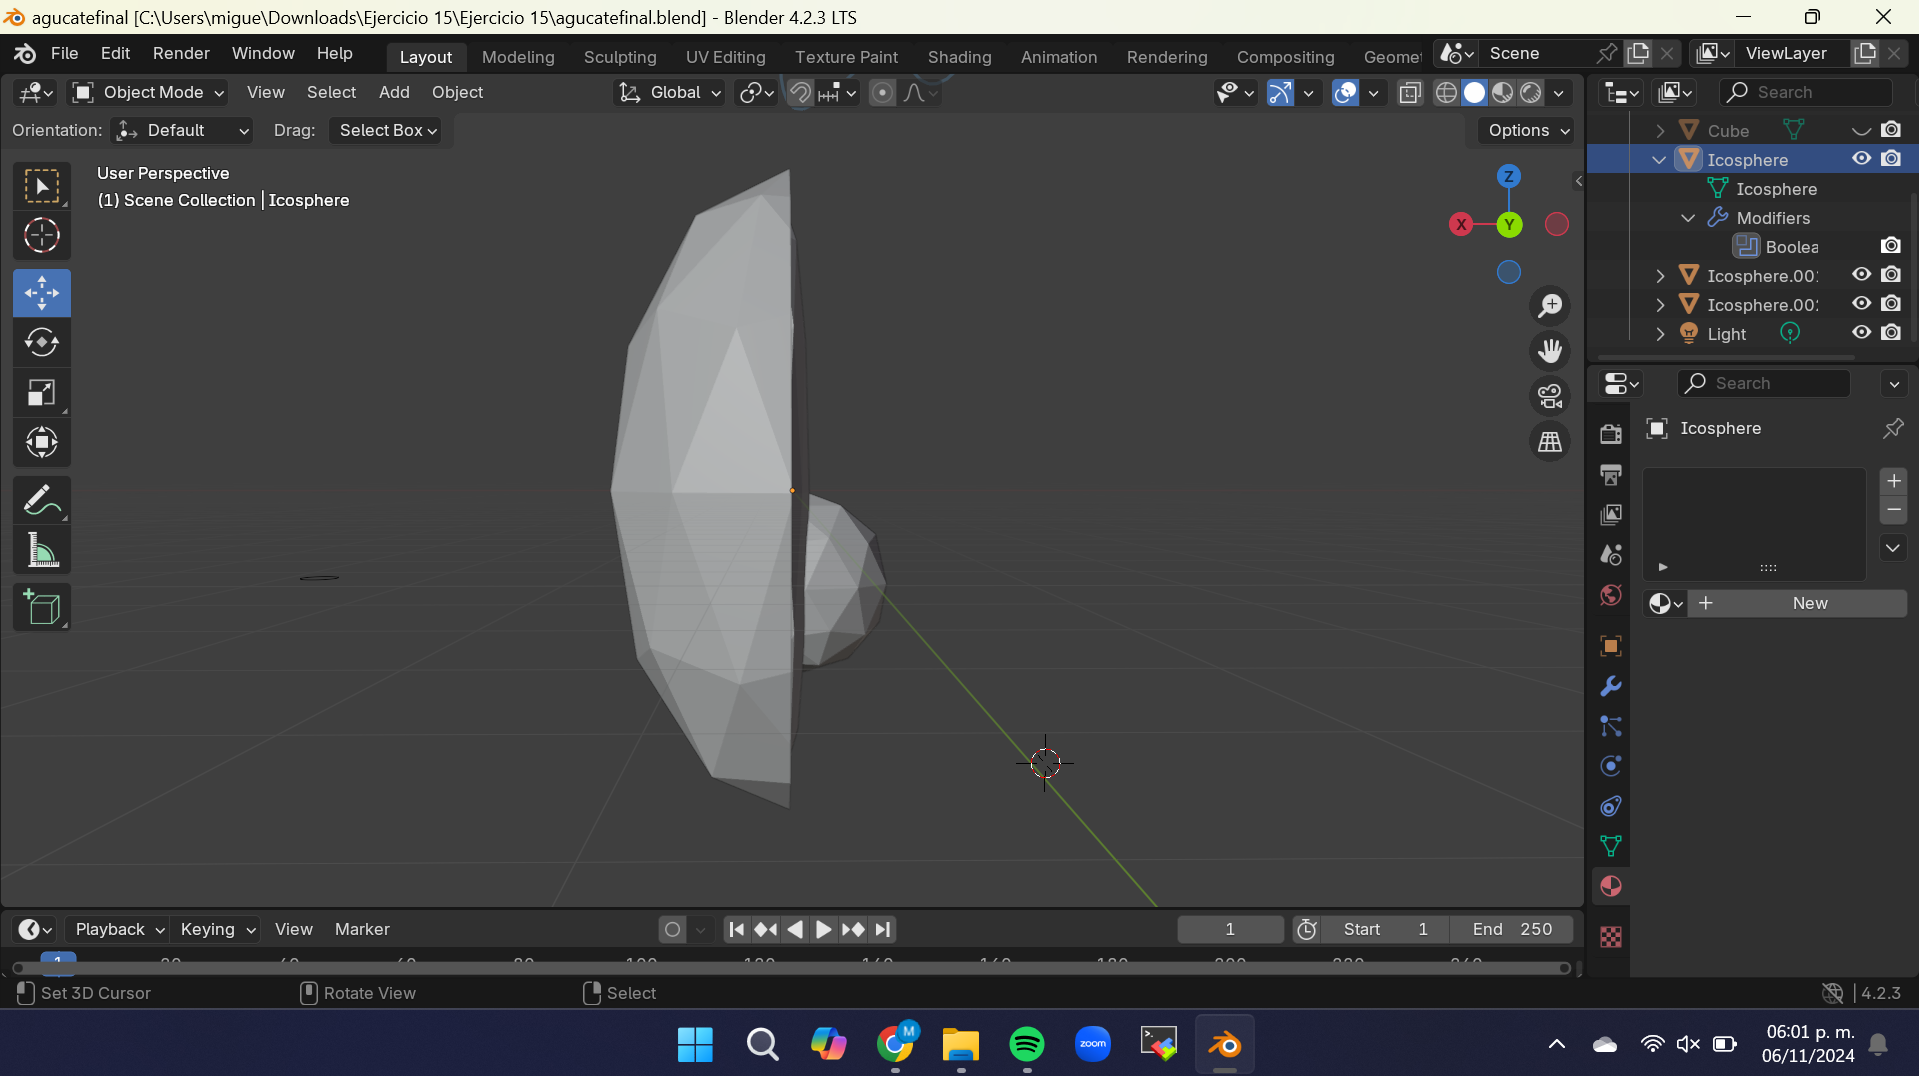 agucatefinal [C:\Users\migue\Downloads\Ejercicio 15\Ejercicio 15\agucatefinal.blend] - Blender 4.2.3 LTS
File Edit Render Window Help Layout Modeling Sculpting UV Editing Texture Paint Shading Animation Rendering Compositing Geomet Scene ViewLayer
Object Mode View Select Add Object Global Search
Orientation: Default Drag: Select Box Options
User Perspective
(1) Scene Collection | Icosphere
Z
X Y
Cube
Icosphere
Icosphere
Modifiers
Boolea
Icosphere.00
Icosphere.00
Light
Search
Icosphere
+ New
Playback Keying View Marker 1 Start 1 End 250
1
Set 3D Cursor Rotate View Select 4.2.3
M
zoom
06:01 p. m.
06/11/2024